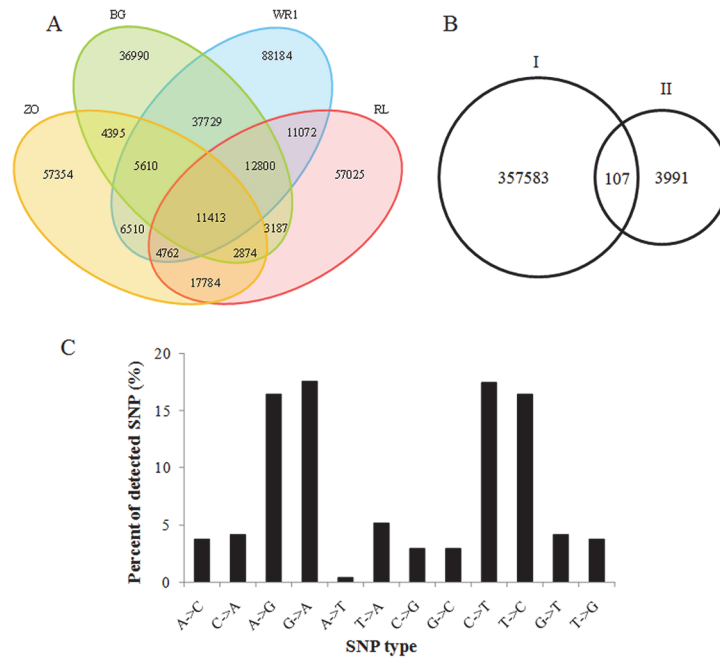 A
BG
WR1
ZO
RL
36990
88184
4395
37729
11072
57354
5610
12800
57025
6510
11413
3187
4762
2874
17784
B
I
II
357583
107
3991
C
Percent of detected SNP (%)
20
15
10
5
0
A->C
C->A
A->G
G->A
A->T
T->A
C->G
G->C
C->T
T->C
G->T
T->G
SNP type